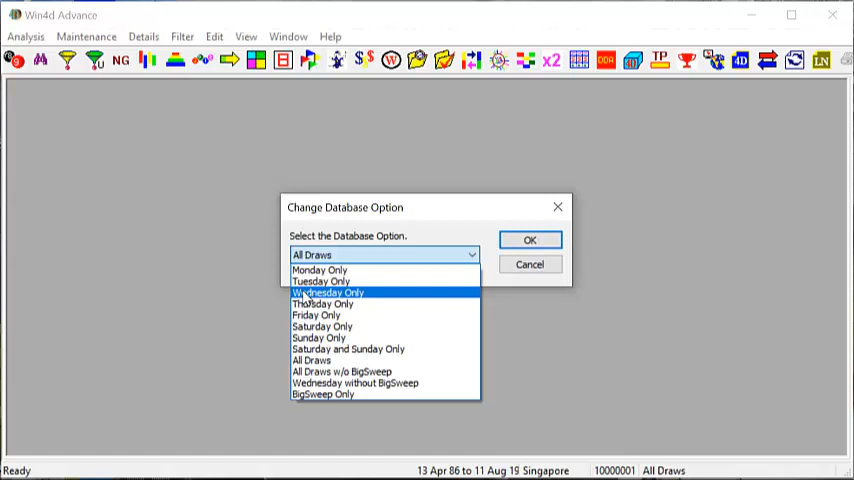 Win4d Advance
Analysis Maintenance Details Filter Edit View Window Help
9 U NG B $$ W x2 DDA 4D TP 4D LN
Change Database Option
Select the Database Option.
All Draws
OK
Cancel
Monday Only
Tuesday Only
Wednesday Only
Thursday Only
Friday Only
Saturday Only
Sunday Only
Saturday and Sunday Only
All Draws
All Draws w/o BigSweep
Wednesday without BigSweep
BigSweep Only
Ready 13 Apr 86 to 11 Aug 19 Singapore 10000001 All Draws